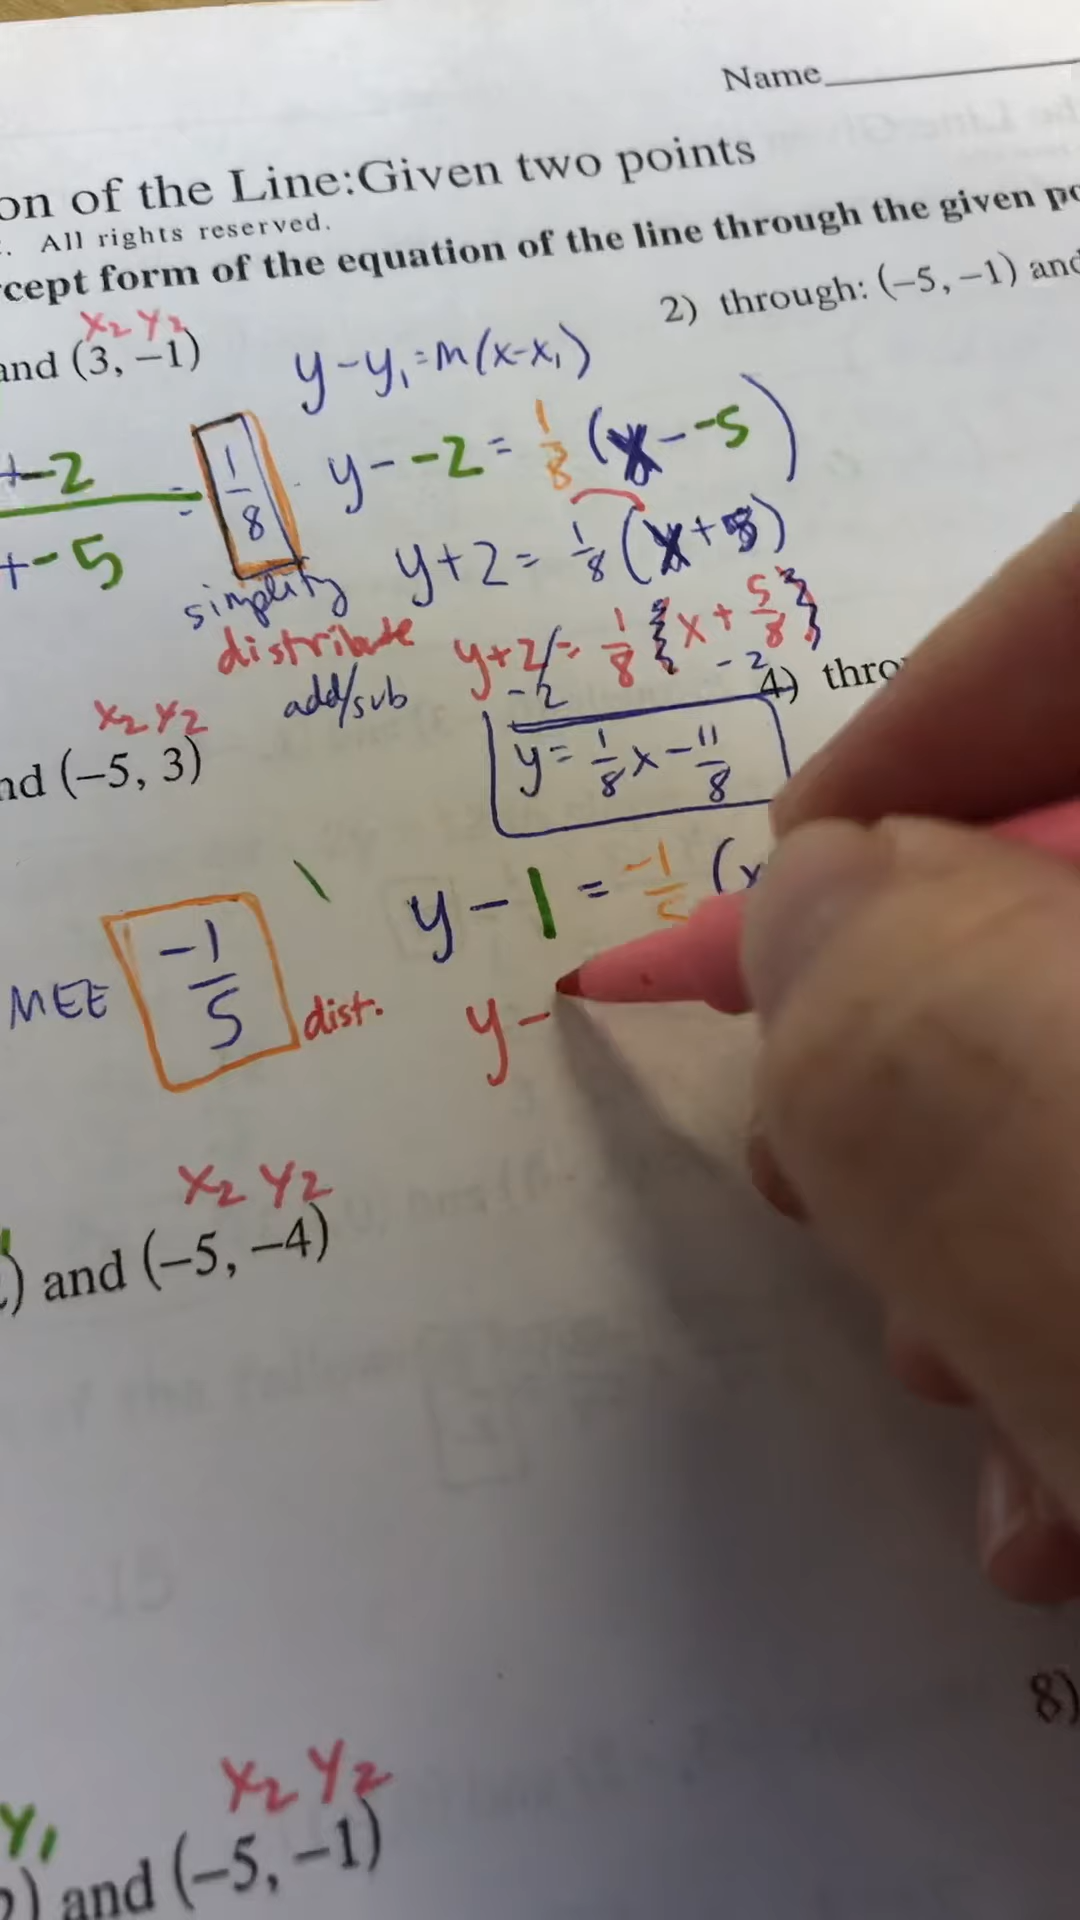 Name
on of the Line:Given two points
. All rights reserved.
cept form of the equation of the line through the given
x₂ y₂
and (3, −1)
y - y₁ = m(x - x₁)
2) through: (−5, −1) and
+-2
+-5
= 1/8
y - -2 = 1/8 (x - -5)
simplify y + 2 = 1/8 (x + 5)
distribute y + 2 = 1/8 {x + 5/8}
add/sub -2 -2
y = 1/8 x - 11/8
4) thro
x₂ y₂
nd (−5, 3)
y - 1 = -1/5 (x
MEE -1/5
dist. y -
x₂ y₂
) and (−5, −4)
8)
x₂ y₂
y₁
) and (−5, −1)